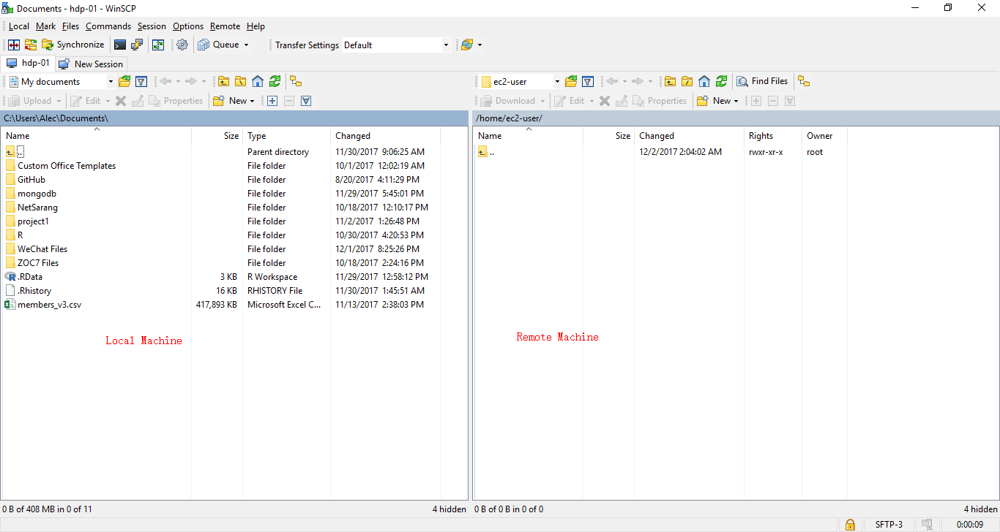 Documents - hdp-01 - WinSCP
Local Mark Files Commands Session Options Remote Help
Synchronize Queue Transfer Settings Default
hdp-01 New Session
My documents ec2-user Find Files
Upload Edit Properties New Download Edit Properties New
C:\Users\Alec\Documents\ /home/ec2-user/
Name Size Type Changed Name Size Changed Rights Owner
.. Parent directory 11/30/2017 9:06:25 AM .. 12/2/2017 2:04:02 AM rwxr-xr-x root
Custom Office Templates File folder 10/1/2017 12:02:19 AM
GitHub File folder 8/20/2017 4:11:29 PM
mongodb File folder 11/29/2017 5:45:01 PM
NetSarang File folder 10/18/2017 12:10:17 PM
project1 File folder 11/2/2017 1:26:48 PM
R File folder 10/30/2017 4:20:53 PM
WeChat Files File folder 12/1/2017 8:25:26 PM
ZOC7 Files File folder 10/18/2017 2:24:16 PM
.RData 3 KB R Workspace 11/29/2017 12:58:12 PM
.Rhistory 16 KB RHISTORY File 11/30/2017 1:45:51 AM
members_v3.csv 417,893 KB Microsoft Excel C... 11/13/2017 2:38:03 PM
Local Machine Remote Machine
0 B of 408 MB in 0 of 11 4 hidden 0 B of 0 B in 0 of 0 4 hidden
SFTP-3 0:00:09